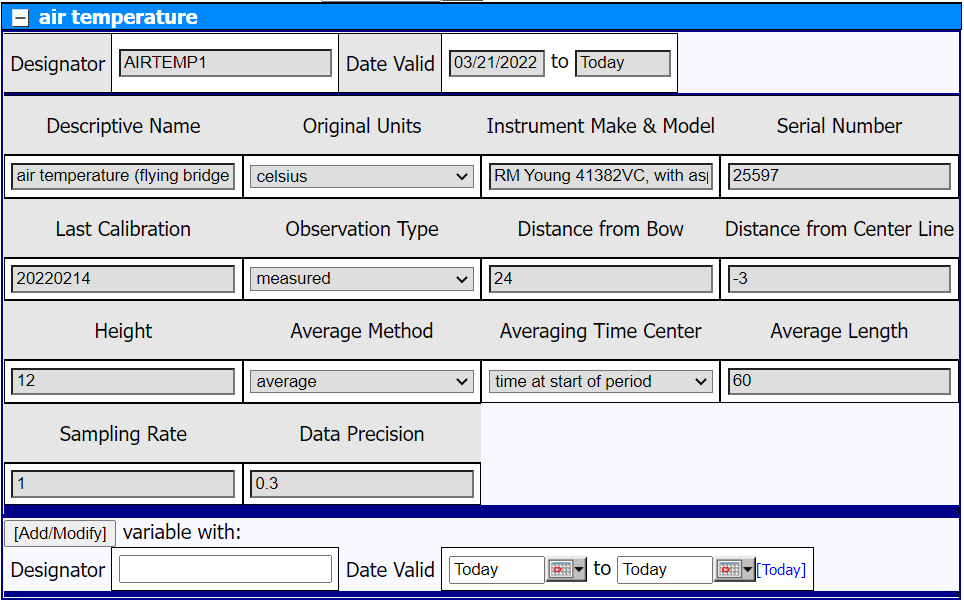 air temperature
Designator AIRTEMP1 Date Valid 03/21/2022 to Today
Descriptive Name Original Units Instrument Make & Model Serial Number
air temperature (flying bridge celsius RM Young 41382VC, with asp 25597
Last Calibration Observation Type Distance from Bow Distance from Center Line
20220214 measured 24 -3
Height Average Method Averaging Time Center Average Length
12 average time at start of period 60
Sampling Rate Data Precision
1 0.3
[Add/Modify] variable with:
Designator Date Valid Today to Today [Today]